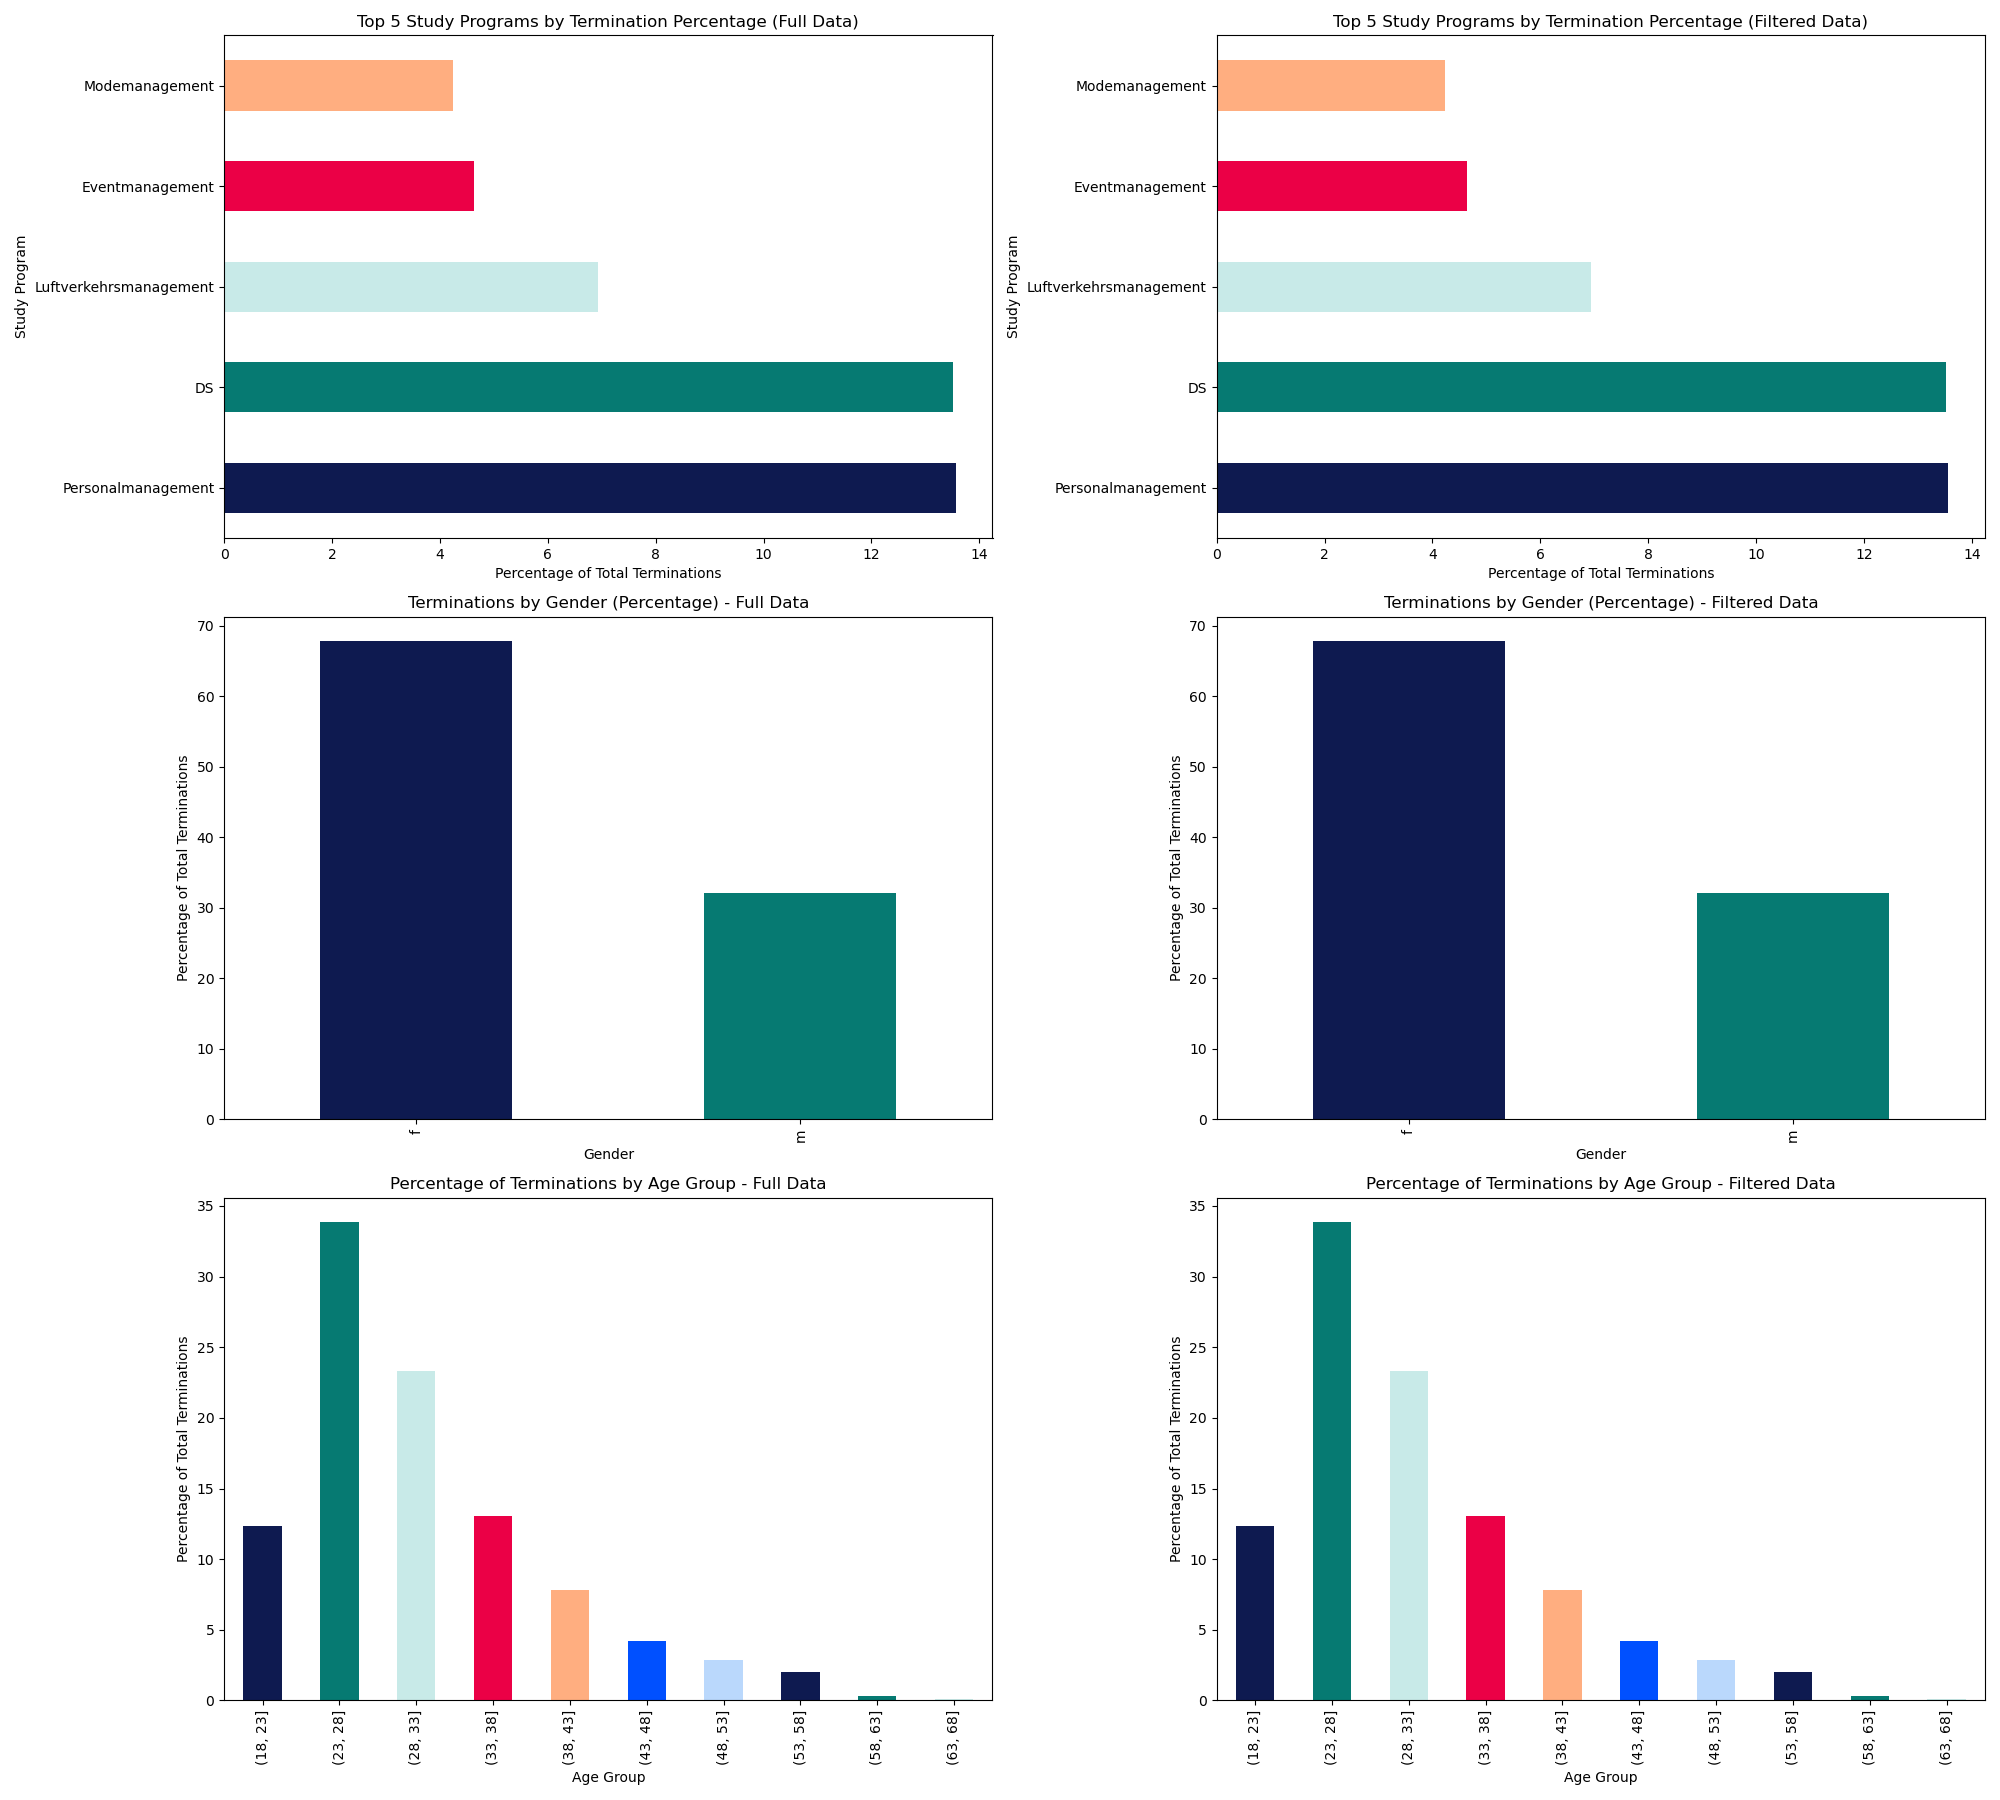 Top 5 Study Programs by Termination Percentage (Full Data)
Study Program
Modemanagement
Eventmanagement
Luftverkehrsmanagement
DS
Personalmanagement
0 2 4 6 8 10 12 14
Percentage of Total Terminations
Top 5 Study Programs by Termination Percentage (Filtered Data)
Study Program
Modemanagement
Eventmanagement
Luftverkehrsmanagement
DS
Personalmanagement
0 2 4 6 8 10 12 14
Percentage of Total Terminations
Terminations by Gender (Percentage) - Full Data
Percentage of Total Terminations
70
60
50
40
30
20
10
0
f m
Gender
Terminations by Gender (Percentage) - Filtered Data
Percentage of Total Terminations
70
60
50
40
30
20
10
0
f m
Gender
Percentage of Terminations by Age Group - Full Data
Percentage of Total Terminations
35
30
25
20
15
10
5
0
(18, 23] (23, 28] (28, 33] (33, 38] (38, 43] (43, 48] (48, 53] (53, 58] (58, 63] (63, 68]
Age Group
Percentage of Terminations by Age Group - Filtered Data
Percentage of Total Terminations
35
30
25
20
15
10
5
0
(18, 23] (23, 28] (28, 33] (33, 38] (38, 43] (43, 48] (48, 53] (53, 58] (58, 63] (63, 68]
Age Group